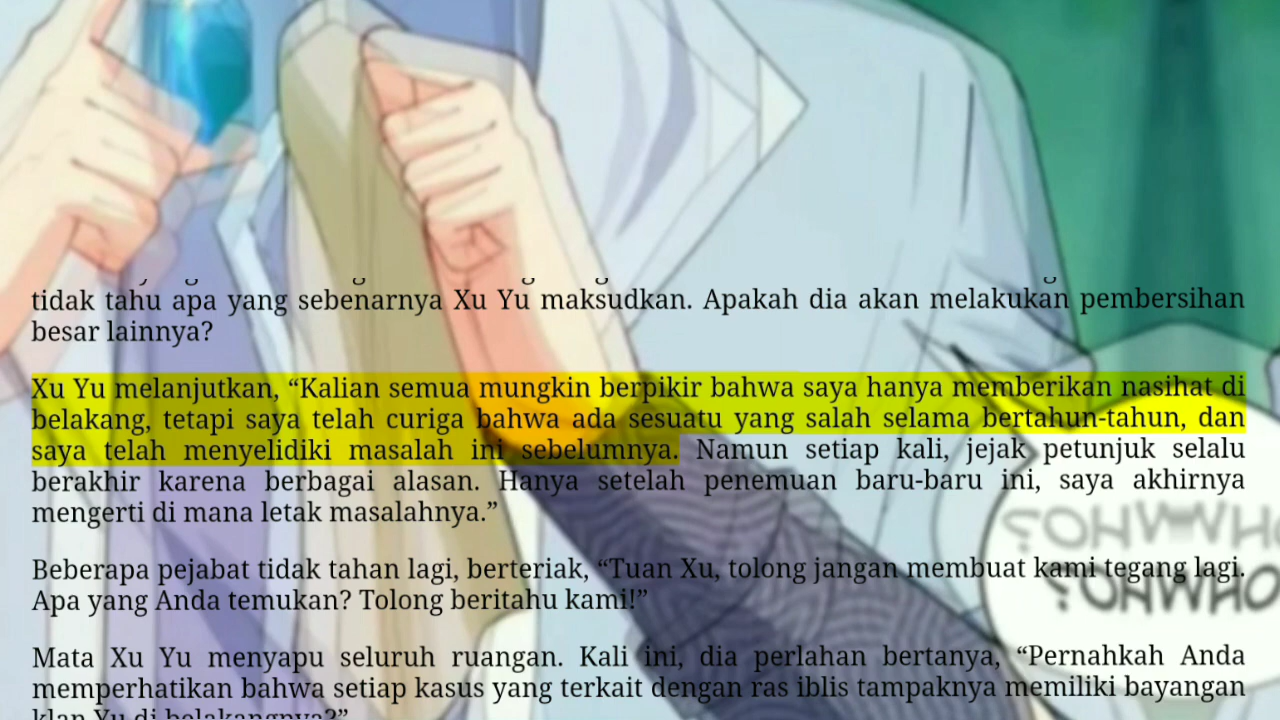 tidak tahu apa yang sebenarnya Xu Yu maksudkan. Apakah dia akan melakukan pembersihan
besar lainnya?
Xu Yu melanjutkan, “Kalian semua mungkin berpikir bahwa saya hanya memberikan nasihat di
belakang, tetapi saya telah curiga bahwa ada sesuatu yang salah selama bertahun-tahun, dan
saya telah menyelidiki masalah ini sebelumnya. Namun setiap kali, jejak petunjuk selalu
berakhir karena berbagai alasan. Hanya setelah penemuan baru-baru ini, saya akhirnya
mengerti di mana letak masalahnya.”
Beberapa pejabat tidak tahan lagi, berteriak, “Tuan Xu, tolong jangan membuat kami tegang lagi.
Apa yang Anda temukan? Tolong beritahu kami!”
Mata Xu Yu menyapu seluruh ruangan. Kali ini, dia perlahan bertanya, “Pernahkah Anda
memperhatikan bahwa setiap kasus yang terkait dengan ras iblis tampaknya memiliki bayangan
klan Yu di belakangnya?”